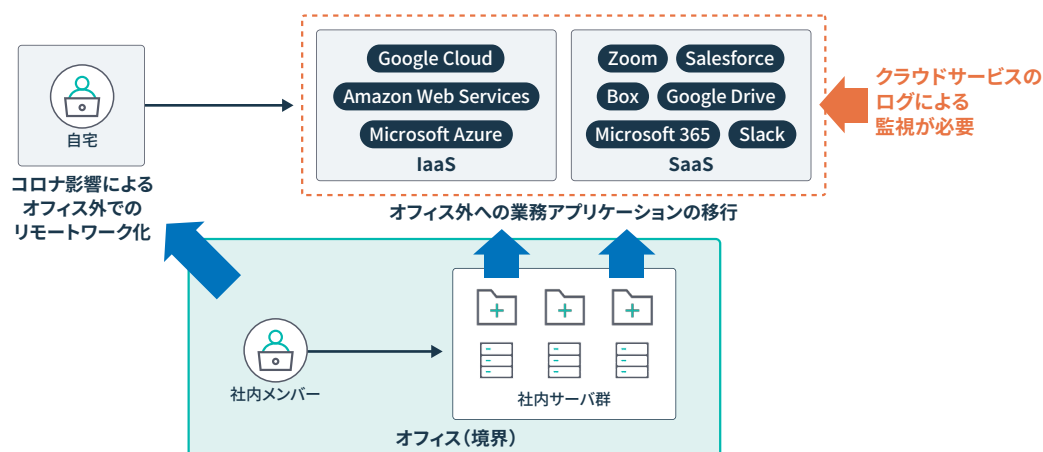 自宅
コロナ影響による
オフィス外での
リモートワーク化
Google Cloud
Amazon Web Services
Microsoft Azure
IaaS
Zoom Salesforce
Box Google Drive
Microsoft 365 Slack
SaaS
クラウドサービスの
ログによる
監視が必要
オフィス外への業務アプリケーションの移行
社内メンバー
社内サーバ群
オフィス(境界)